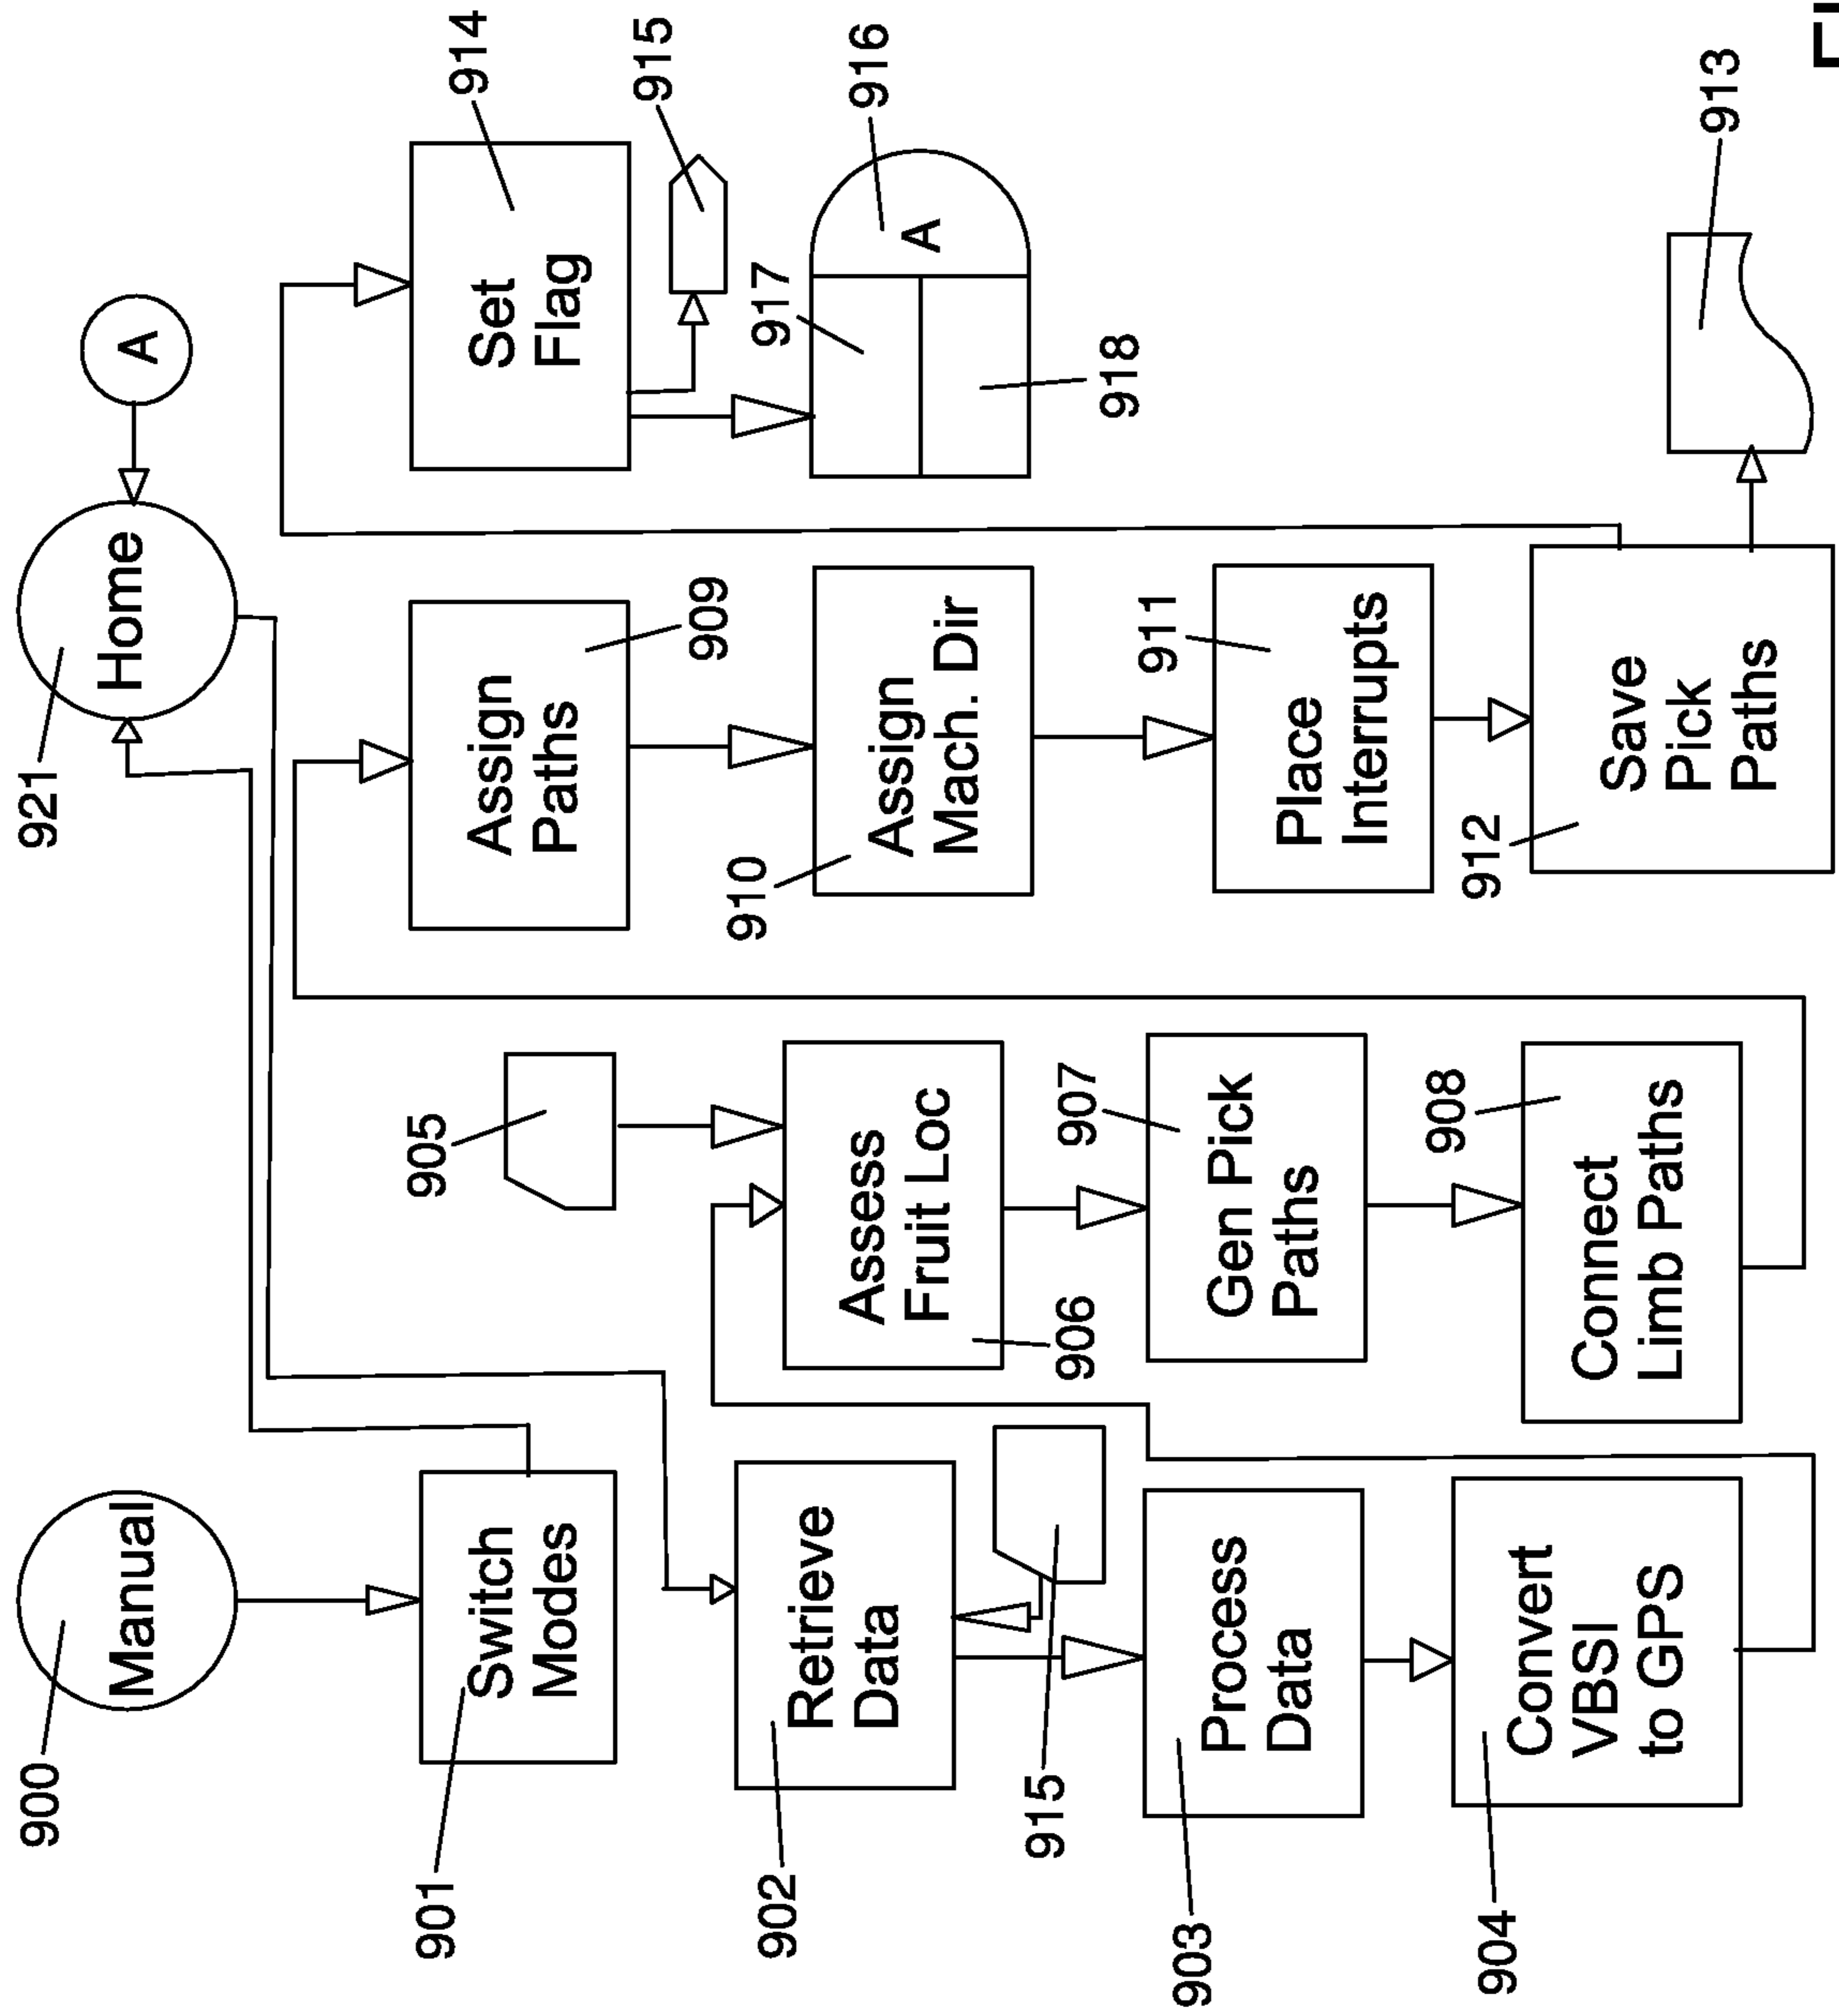 900
Manual
901
Switch
Modes
902
Retrieve
Data
915
903
Process
Data
904
Convert
VBSI
to GPS
905
Assess
Fruit Loc
906
907
Gen Pick
Paths
908
Connect
Limb Paths
921
Home
A
Assign
Paths
909
910
Assign
Mach. Dir
911
Place
Interrupts
912
Save
Pick
Paths
914
Set
Flag
915
917
916
A
918
913